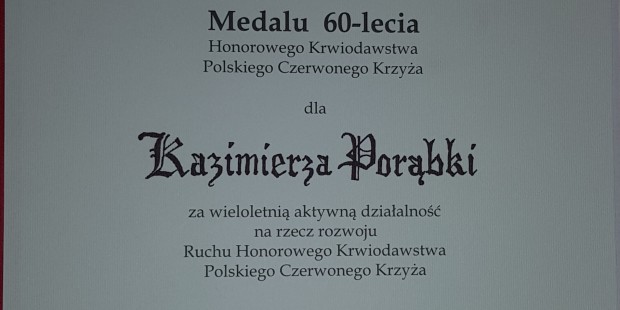 Medalu 60-lecia
Honorowego Krwiodawstwa
Polskiego Czerwonego Krzyża
dla
Kazimierza Porąbki
za wieloletnią aktywną działalność
na rzecz rozwoju
Ruchu Honorowego Krwiodawstwa
Polskiego Czerwonego Krzyża